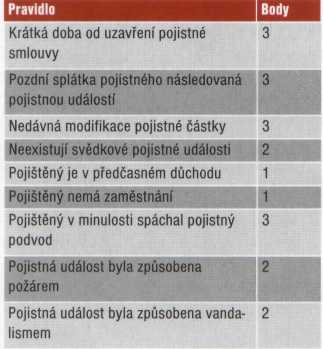 Pravidlo Body
Krátká doba od uzavření pojistné 3
smlouvy
Pozdní splátka pojistného následovaná 3
pojistnou událostí
Nedávná modifikace pojistné částky 3
Neexistují svědkové pojistné události 2
Pojištěný je v předčasném důchodu 1
Pojištěný nemá zaměstnání 1
Pojištěný v minulosti spáchal pojistný 3
podvod
Pojistná událost byla způsobena 2
požárem
Pojistná událost byla způsobena vanda- 2
lismem